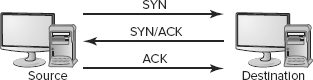 SYN
SYN/ACK
ACK
Source
Destination